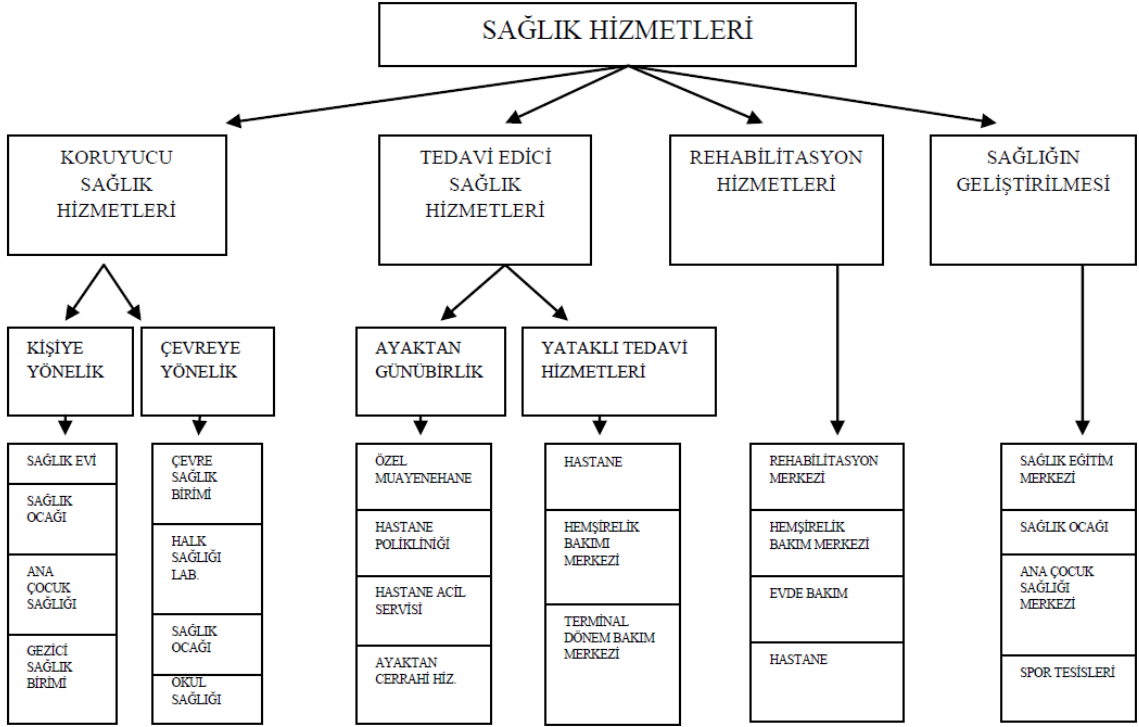 SAĞLIK HİZMETLERİ
KORUYUCU
SAĞLIK
HİZMETLERİ
TEDAVİ EDİCİ
SAĞLIK
HİZMETLERİ
REHABİLİTASYON
HİZMETLERİ
SAĞLIĞIN
GELİŞTİRİLMESİ
KİŞİYE
YÖNELİK
ÇEVREYE
YÖNELİK
AYAKTAN
GÜNÜBİRLİK
YATAKLI TEDAVİ
HİZMETLERİ
SAĞLIK EVİ
SAĞLIK
OCAĞI
ANA
ÇOCUK
SAĞLIĞI
GEZİCİ
SAĞLIK
BİRİMİ
ÇEVRE
SAĞLIK
BİRİMİ
HALK
SAĞLIĞI
LAB.
SAĞLIK
OCAĞI
OKUL
SAĞLIĞI
ÖZEL
MUAYENEHANE
HASTANE
POLİKLİNİĞİ
HASTANE ACİL
SERVİSİ
AYAKTAN
CERRAHİ HİZ.
HASTANE
HEMŞİRELİK
BAKIMI
MERKEZİ
TERMİNAL
DÖNEM BAKIM
MERKEZİ
REHABİLİTASYON
MERKEZİ
HEMŞİRELİK
BAKIM MERKEZİ
EVDE BAKIM
HASTANE
SAĞLIK EĞİTİM
MERKEZİ
SAĞLIK OCAĞI
ANA ÇOCUK
SAĞLIĞI
MERKEZİ
SPOR TESİSLERİ